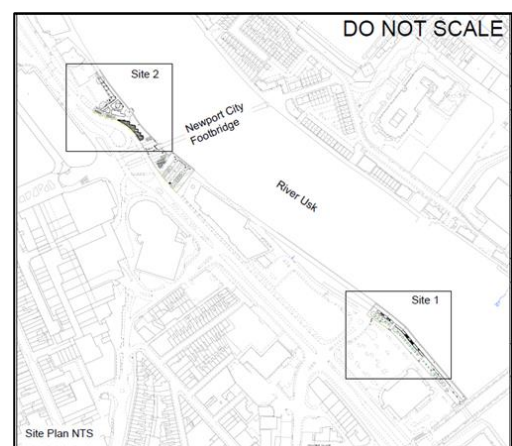 DO NOT SCALE
Site 2
Newport City
Footbridge
River Usk
Site 1
Site Plan NTS